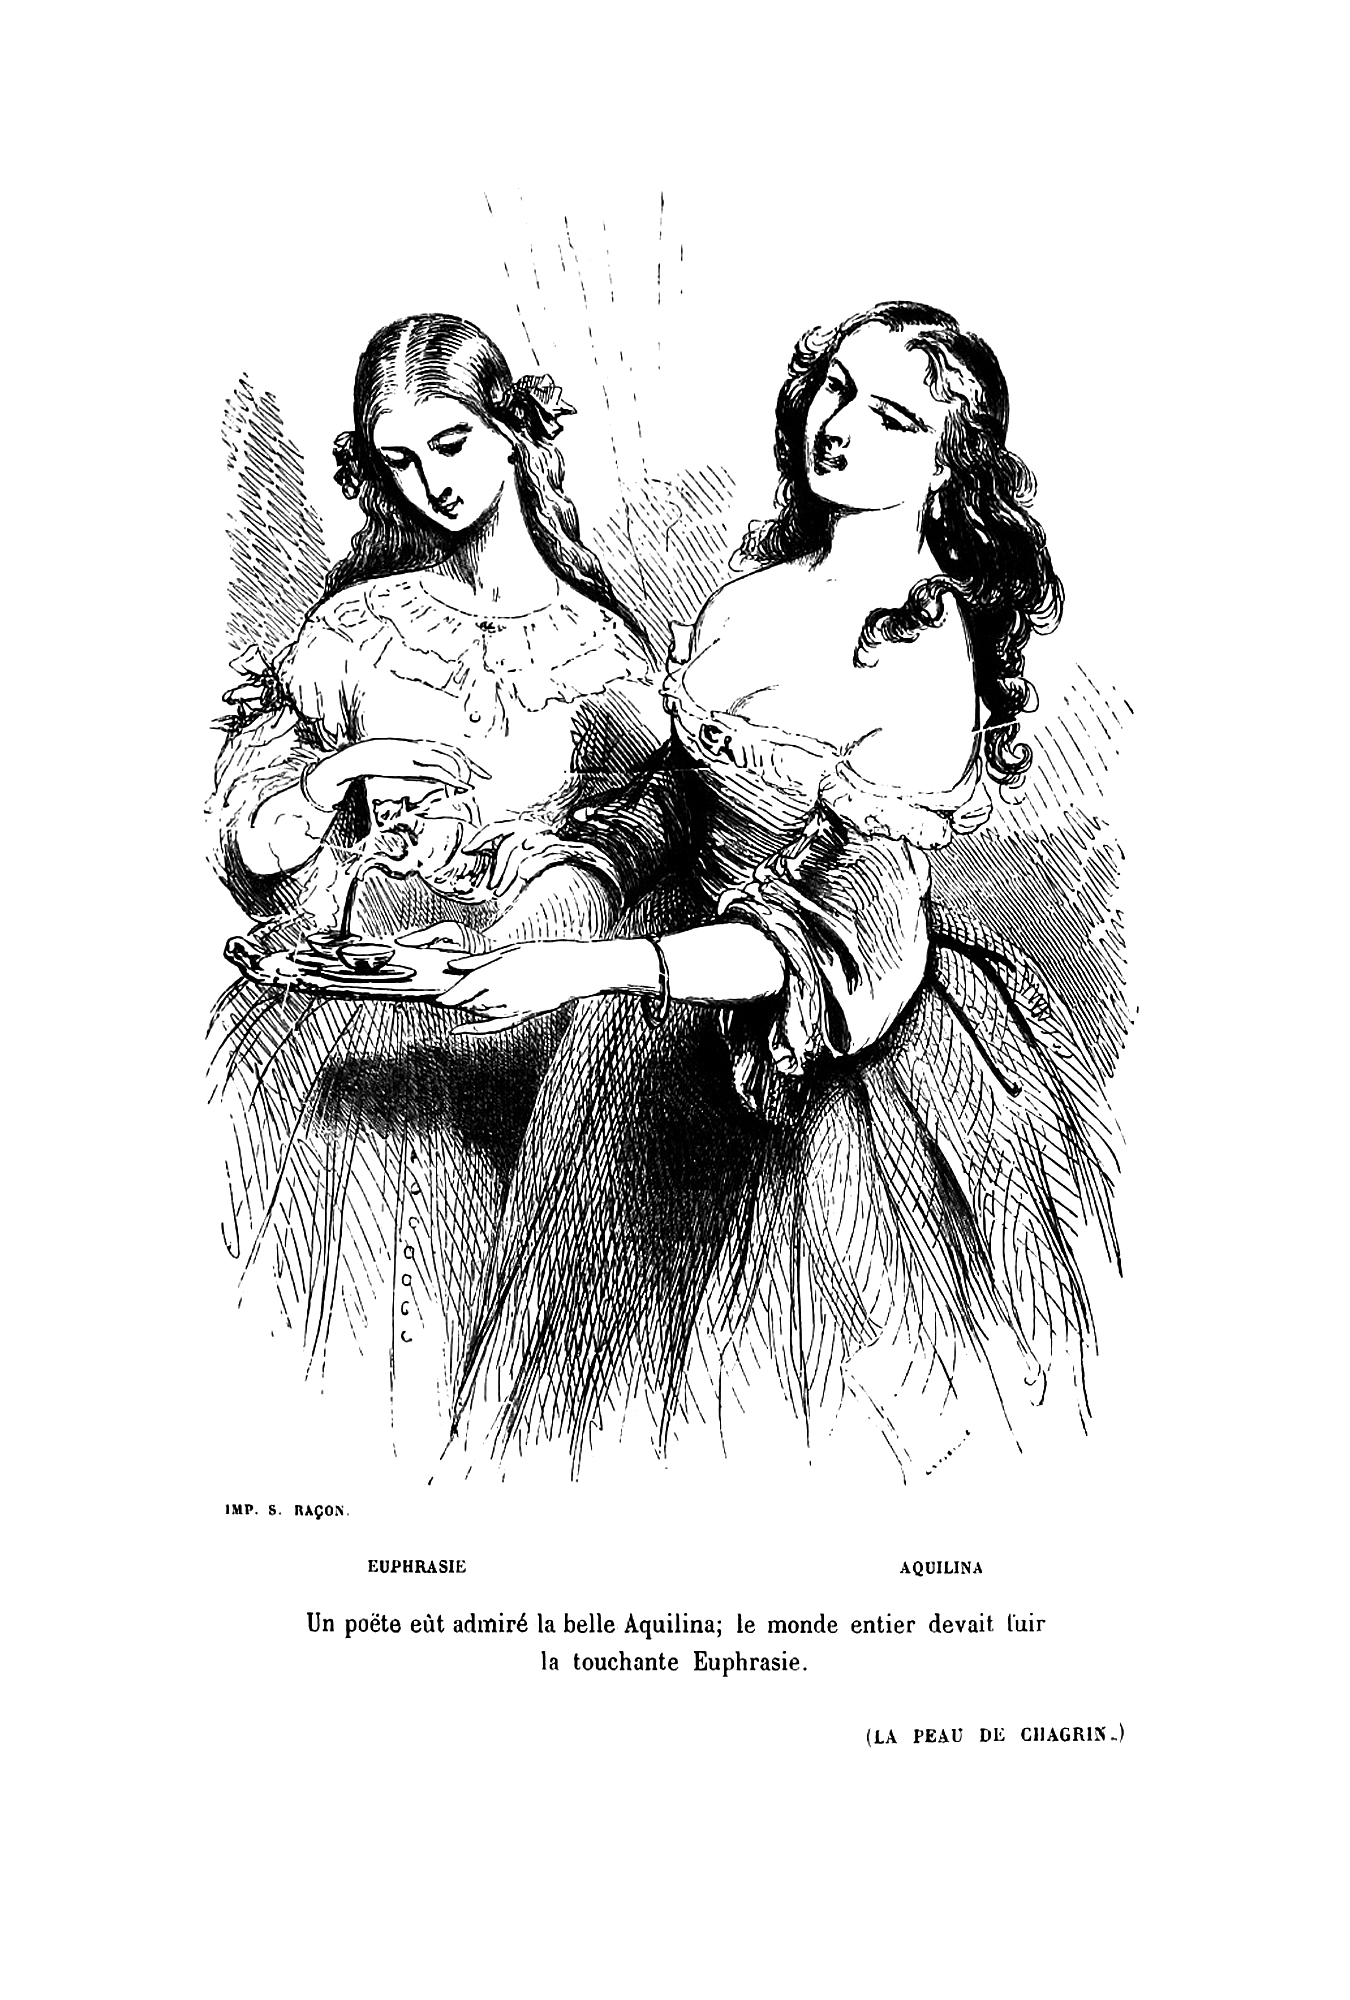 IMP. S. RAÇON.
EUPHRASIE AQUILINA
Un poëte eût admiré la belle Aquilina; le monde entier devait fuir
la touchante Euphrasie.
(LA PEAU DE CHAGRIN.)